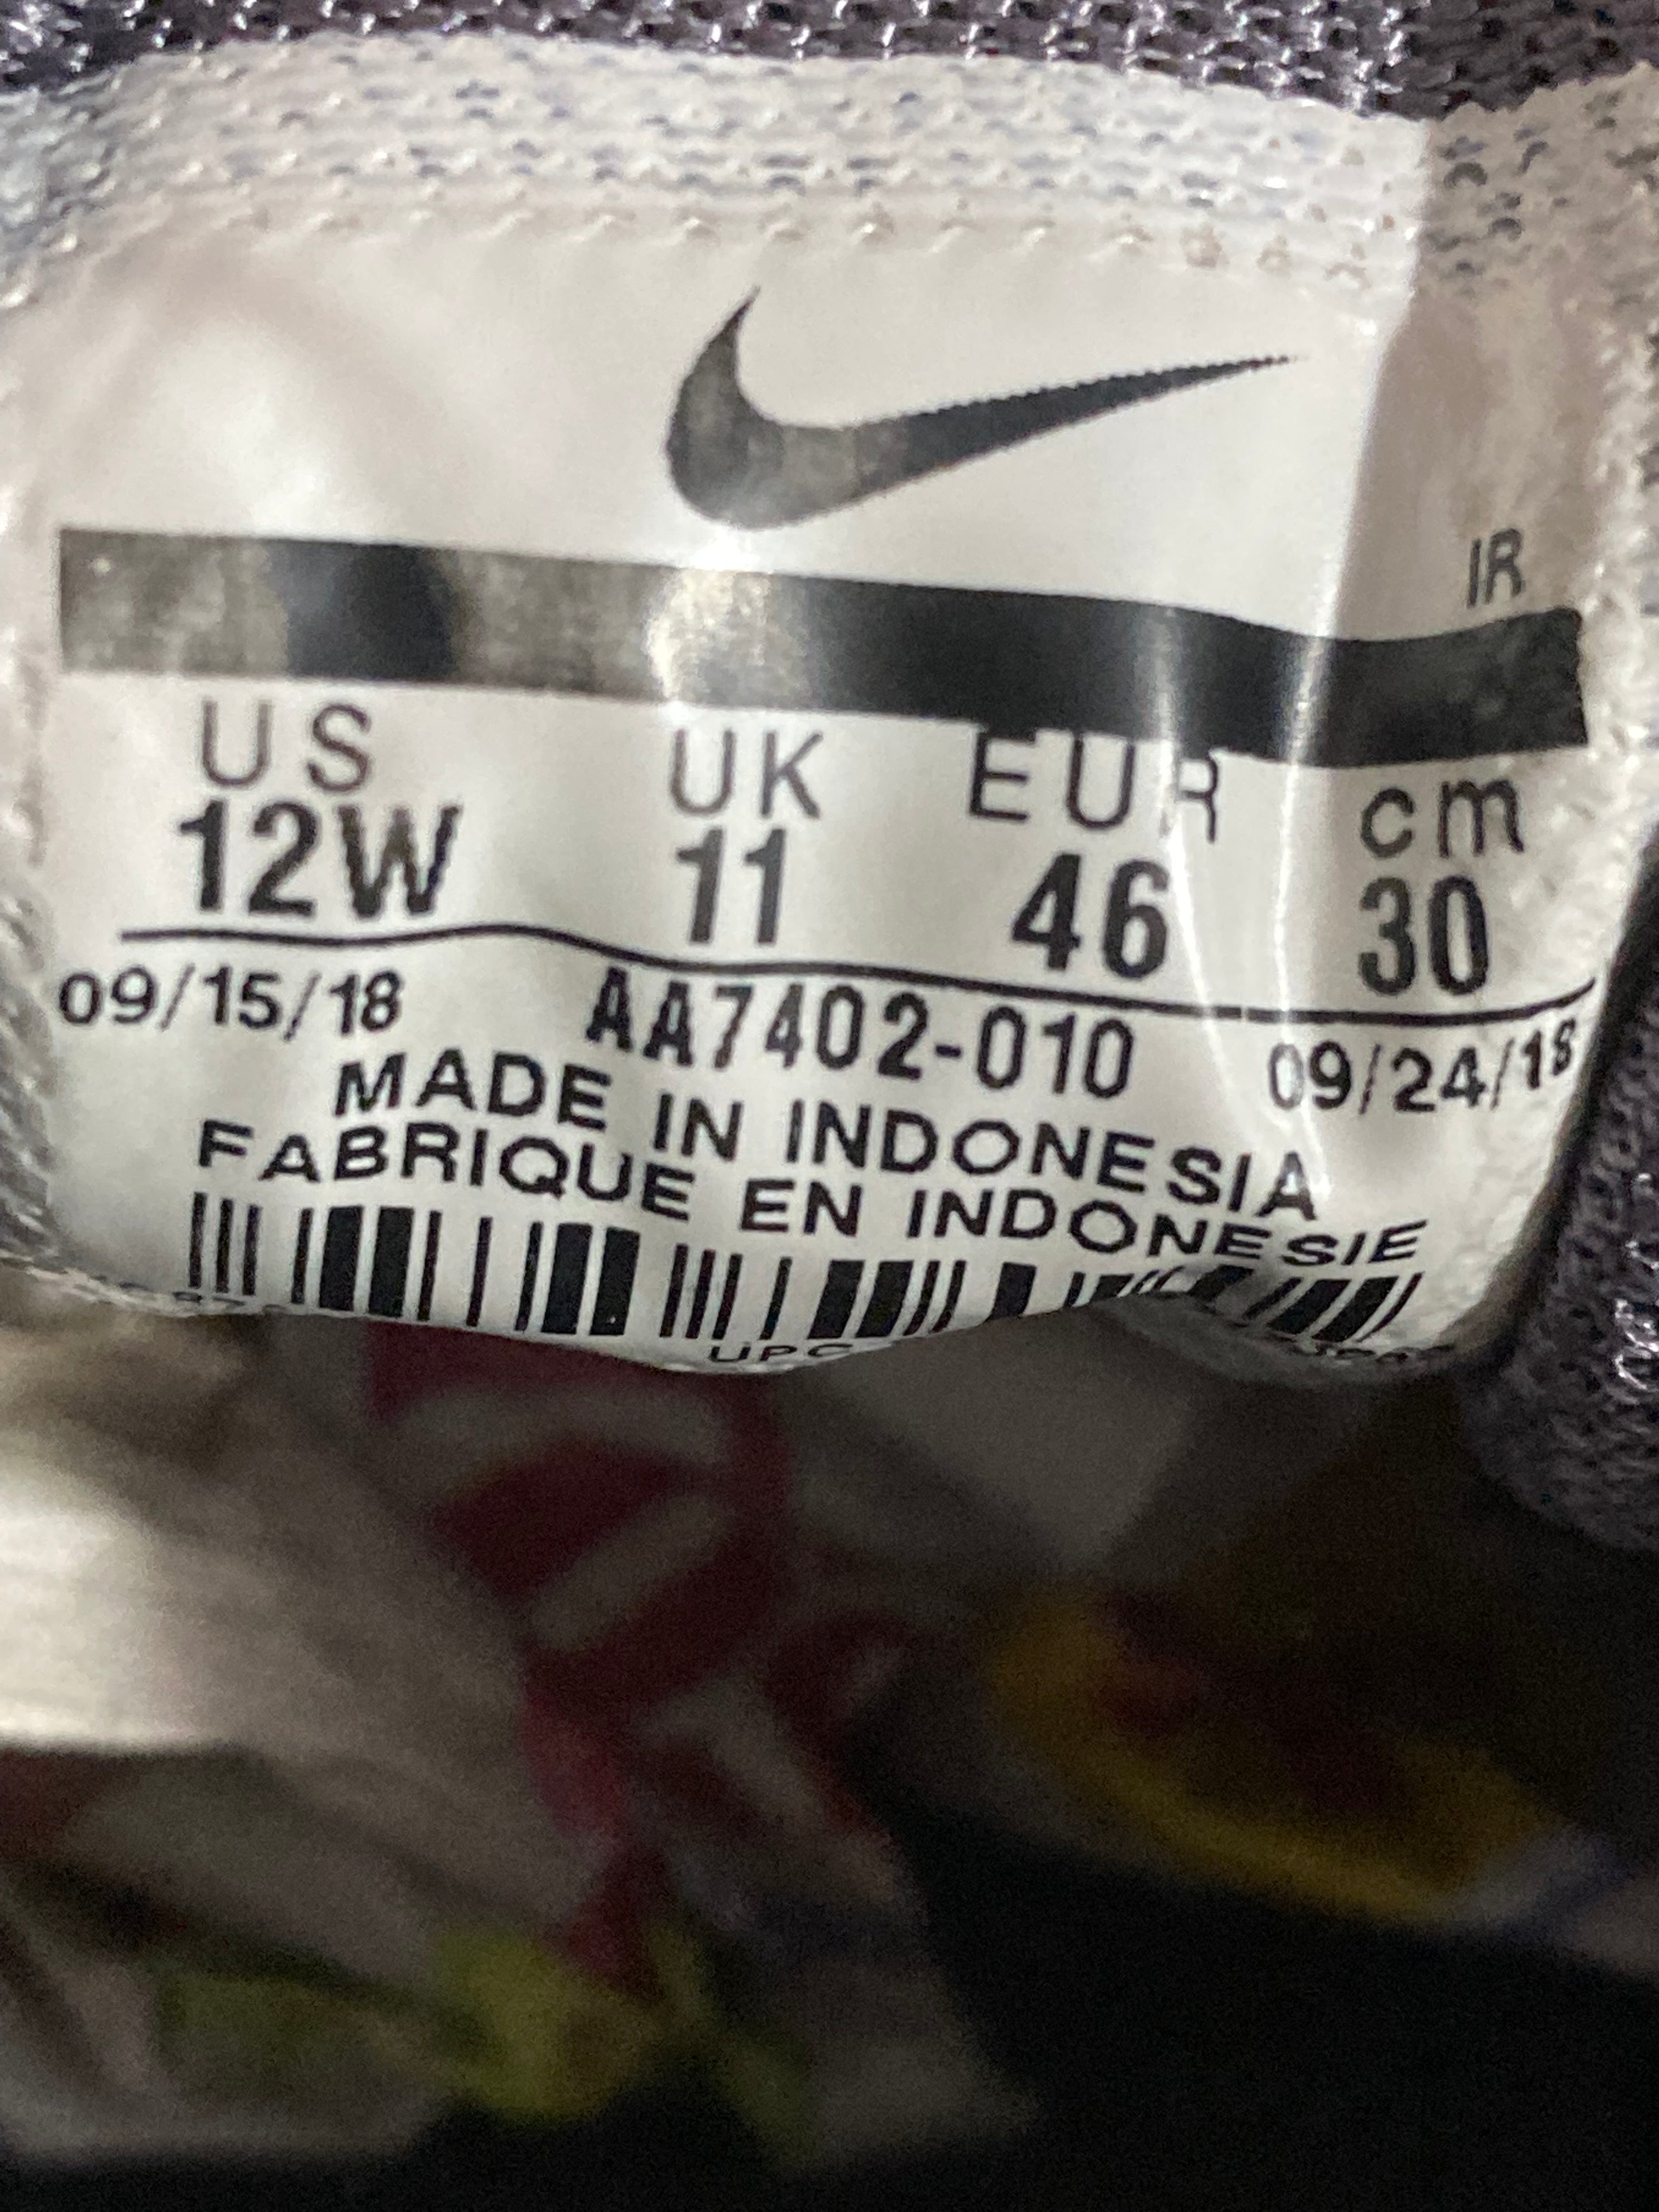 IR
US UK EUR cm
12W 11 46 30
09/15/18 AA7402-010 09/24/18
MADE IN INDONESIA
FABRIQUE EN INDONESIE
UPC